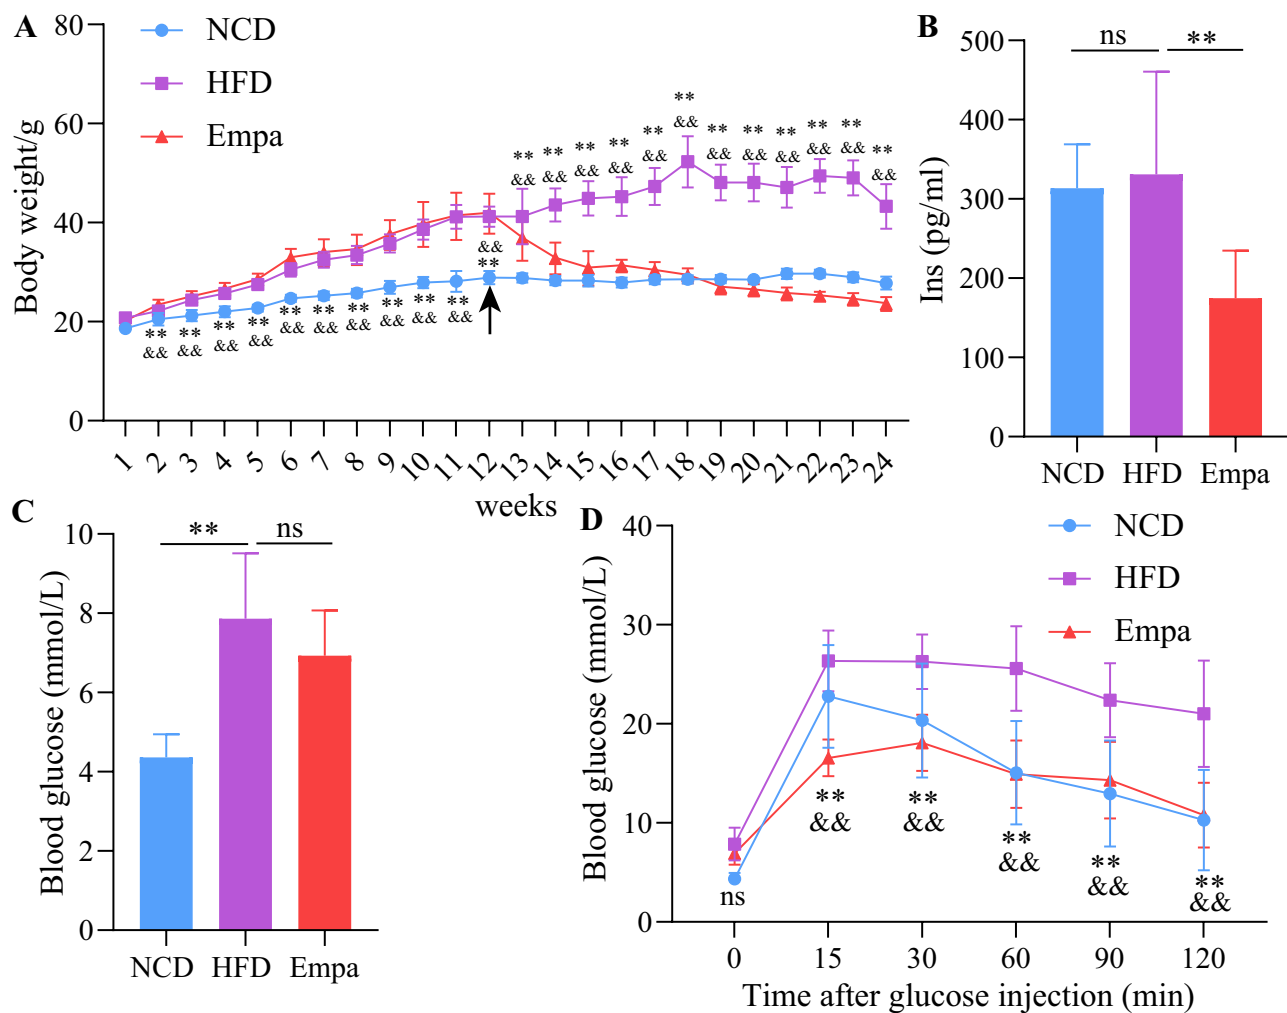 A
80
60
40
20
0
Body weight/g
NCD
HFD
Empa
** ** ** ** ** ** ** ** ** ** ** **
&& && && && && && && && && && && &&
&&
**
** ** ** ** ** ** ** ** ** **
&& && && && && && && && && &&
1 2 3 4 5 6 7 8 9 10 11 12 13 14 15 16 17 18 19 20 21 22 23 24
weeks
B
500
400
300
200
100
0
Ins (pg/ml)
ns **
NCD HFD Empa
C
10
8
6
4
2
0
Blood glucose (mmol/L)
** ns
NCD HFD Empa
D
40
30
20
10
0
Blood glucose (mmol/L)
NCD
HFD
Empa
ns
** ** ** ** **
&& && && && &&
0 15 30 60 90 120
Time after glucose injection (min)